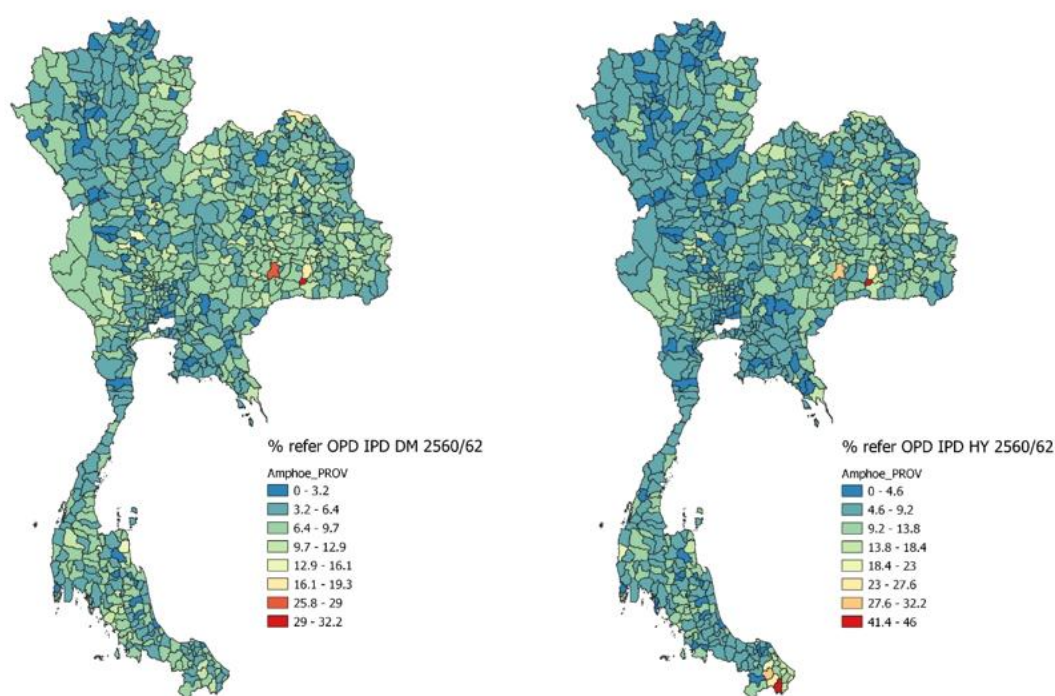 % refer OPD IPD DM 2560/62
Amphoe_PROV
0 - 3.2
3.2 - 6.4
6.4 - 9.7
9.7 - 12.9
12.9 - 16.1
16.1 - 19.3
25.8 - 29
29 - 32.2
% refer OPD IPD HY 2560/62
Amphoe_PROV
0 - 4.6
4.6 - 9.2
9.2 - 13.8
13.8 - 18.4
18.4 - 23
23 - 27.6
27.6 - 32.2
41.4 - 46